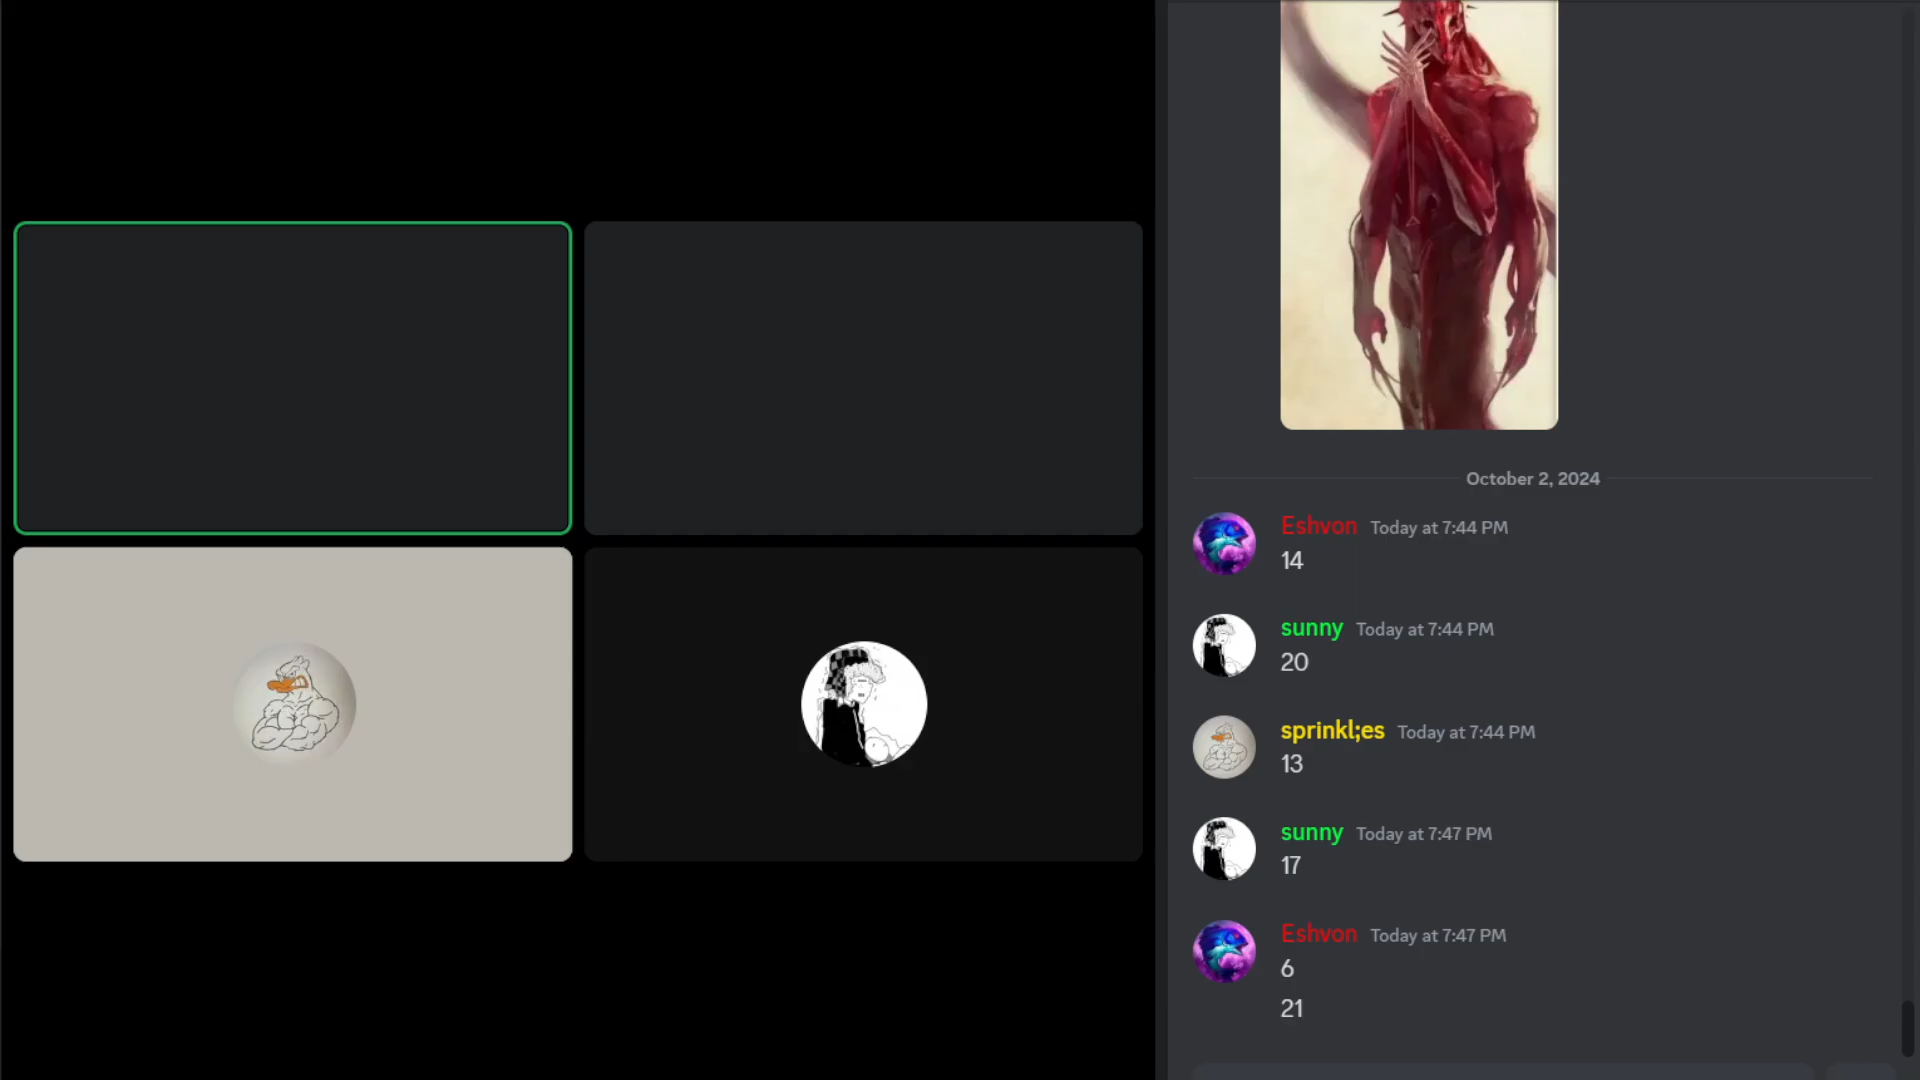 October 2, 2024
Eshvon Today at 7:44 PM
14
sunny Today at 7:44 PM
20
sprinkl;es Today at 7:44 PM
13
sunny Today at 7:47 PM
17
Eshvon Today at 7:47 PM
6
21